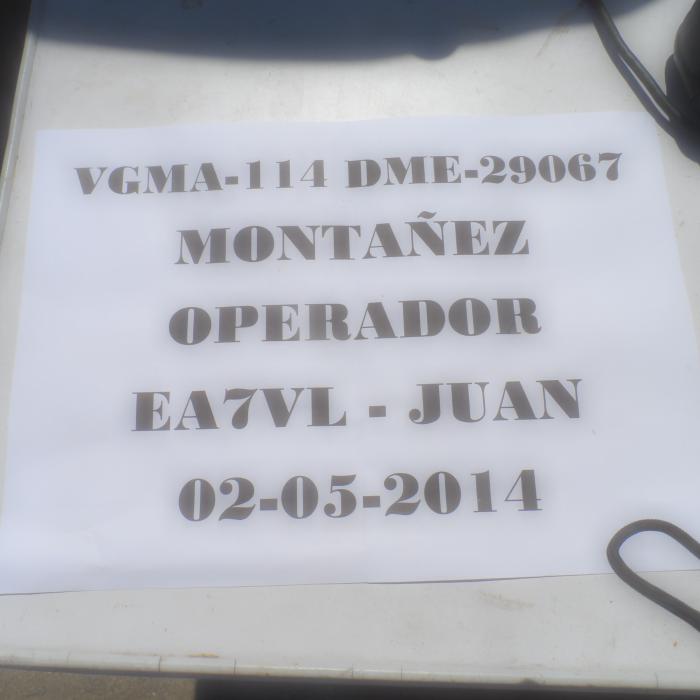 VGMA-114 DME-29067
MONTAÑEZ
OPERADOR
EA7VL - JUAN
02-05-2014